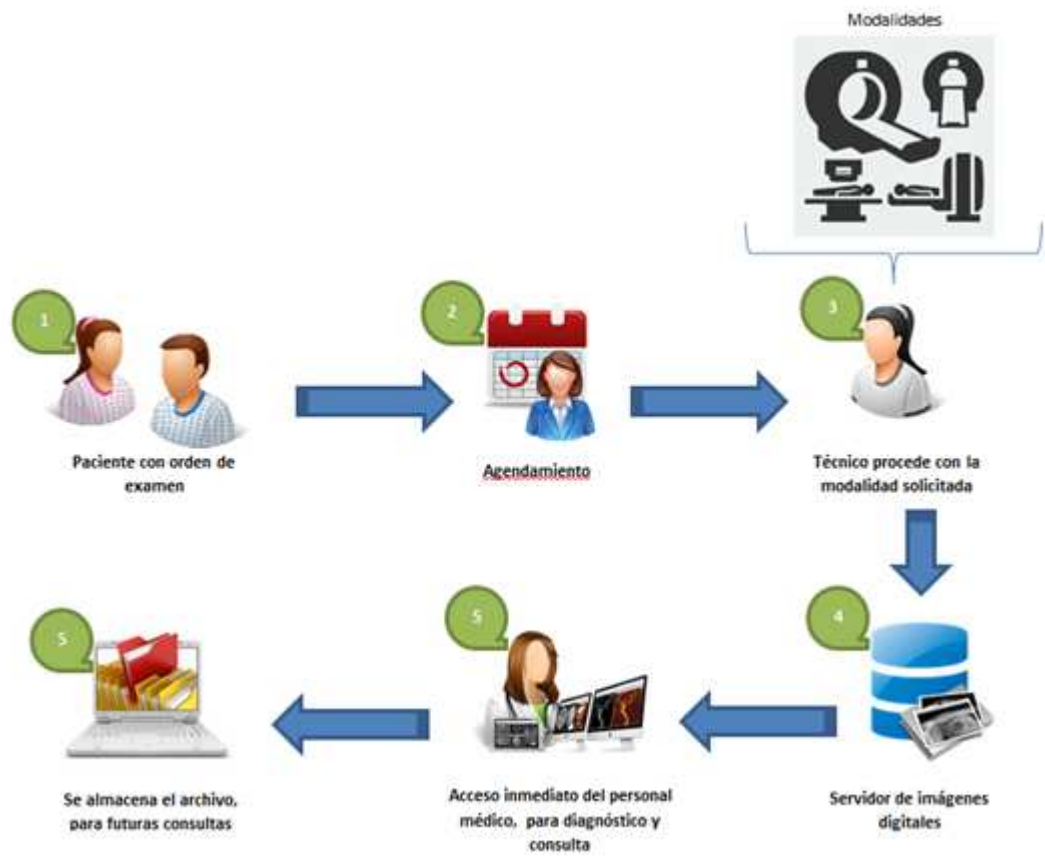 Modalidades
1
Paciente con orden de
examen
2
Agendamiento
3
Técnico procede con la
modalidad solicitada
4
Servidor de imágenes
digitales
5
Acceso inmediato del personal
médico, para diagnóstico y
consulta
5
Se almacena el archivo,
para futuras consultas